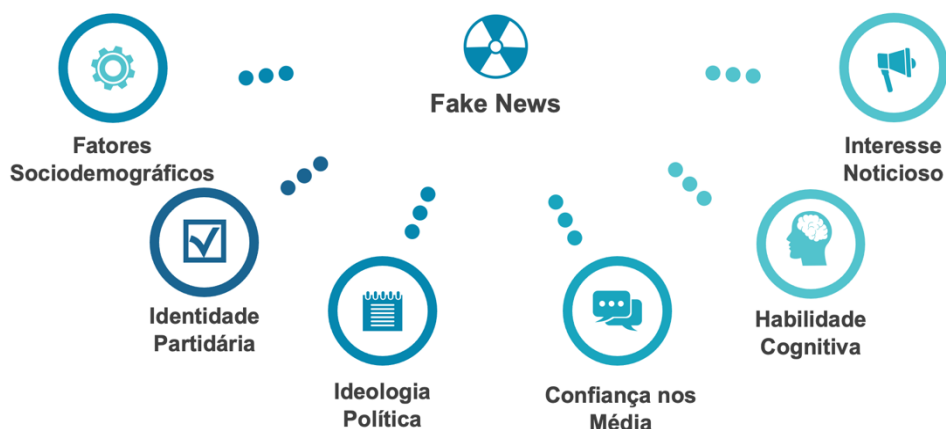 Fake News
Fatores
Sociodemográficos
Identidade
Partidária
Ideologia
Política
Confiança nos
Média
Habilidade
Cognitiva
Interesse
Noticioso